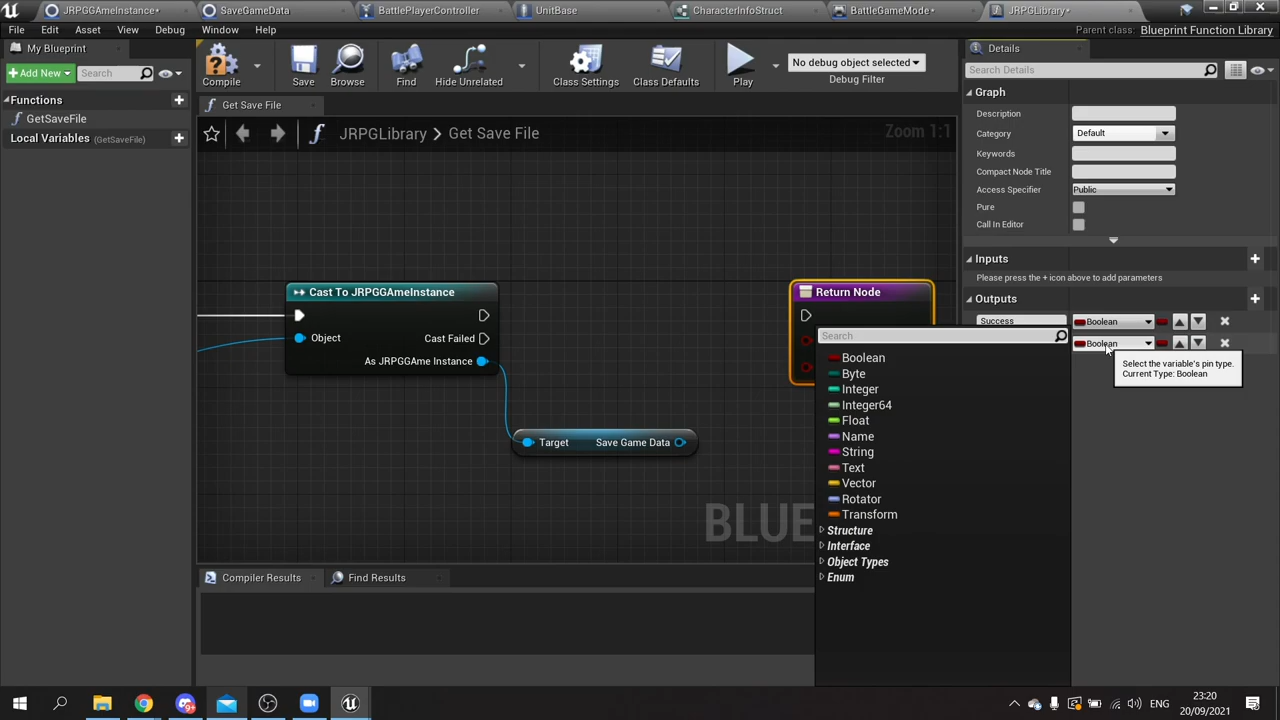 JRPGGAmeInstance*
SaveGameData
BattlePlayerController
UnitBase
CharacterInfoStruct
BattleGameMode*
JRPGLibrary*
File Edit Asset View Debug Window Help
Parent class: Blueprint Function Library
My Blueprint
Add New
Search
Functions
GetSaveFile
Local Variables (GetSaveFile)
Compile
Save
Browse
Find
Hide Unrelated
Class Settings
Class Defaults
Play
No debug object selected
Debug Filter
Get Save File
JRPGLibrary > Get Save File
Zoom 1:1
Cast To JRPGGAmeInstance
Object
Cast Failed
As JRPGGAme Instance
Target
Save Game Data
Return Node
BLUE
Search
Boolean
Byte
Integer
Integer64
Float
Name
String
Text
Vector
Rotator
Transform
Structure
Interface
Object Types
Enum
Compiler Results
Find Results
Details
Search Details
Graph
Description
Category
Default
Keywords
Compact Node Title
Access Specifier
Public
Pure
Call In Editor
Inputs
Please press the + icon above to add parameters
Outputs
Success
Boolean
Boolean
Select the variable's pin type.
Current Type: Boolean
ENG
23:20
20/09/2021